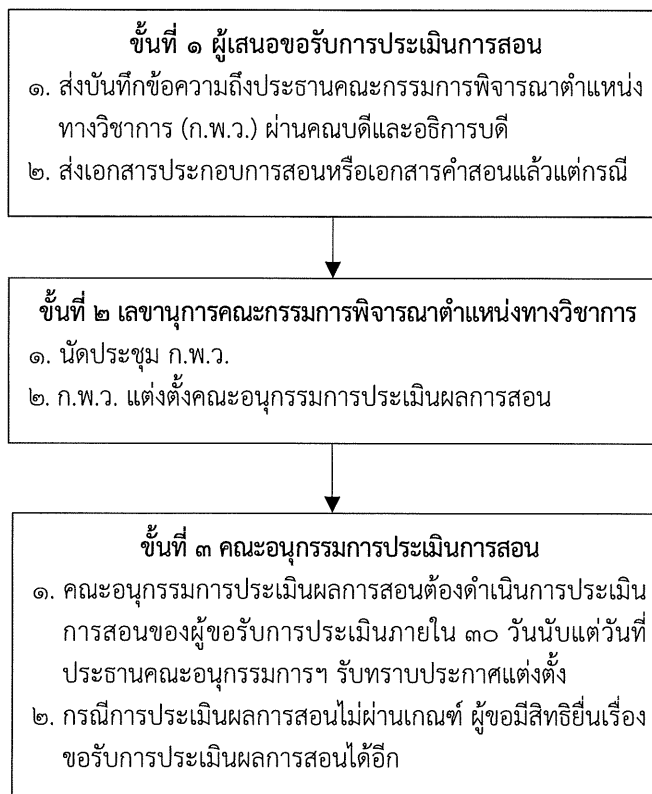 ขั้นที่ ๑ ผู้เสนอขอรับการประเมินการสอน
๑. ส่งบันทึกข้อความถึงประธานคณะกรรมการพิจารณาตำแหน่ง
ทางวิชาการ (ก.พ.ว.) ผ่านคณบดีและอธิการบดี
๒. ส่งเอกสารประกอบการสอนหรือเอกสารคำสอนแล้วแต่กรณี
ขั้นที่ ๒ เลขานุการคณะกรรมการพิจารณาตำแหน่งทางวิชาการ
๑. นัดประชุม ก.พ.ว.
๒. ก.พ.ว. แต่งตั้งคณะอนุกรรมการประเมินผลการสอน
ขั้นที่ ๓ คณะอนุกรรมการประเมินการสอน
๑. คณะอนุกรรมการประเมินผลการสอนต้องดำเนินการประเมิน
การสอนของผู้ขอรับการประเมินภายใน ๓๐ วันนับแต่วันที่
ประธานคณะอนุกรรมการฯ รับทราบประกาศแต่งตั้ง
๒. กรณีการประเมินผลการสอนไม่ผ่านเกณฑ์ ผู้ขอมีสิทธิยื่นเรื่อง
ขอรับการประเมินผลการสอนได้อีก